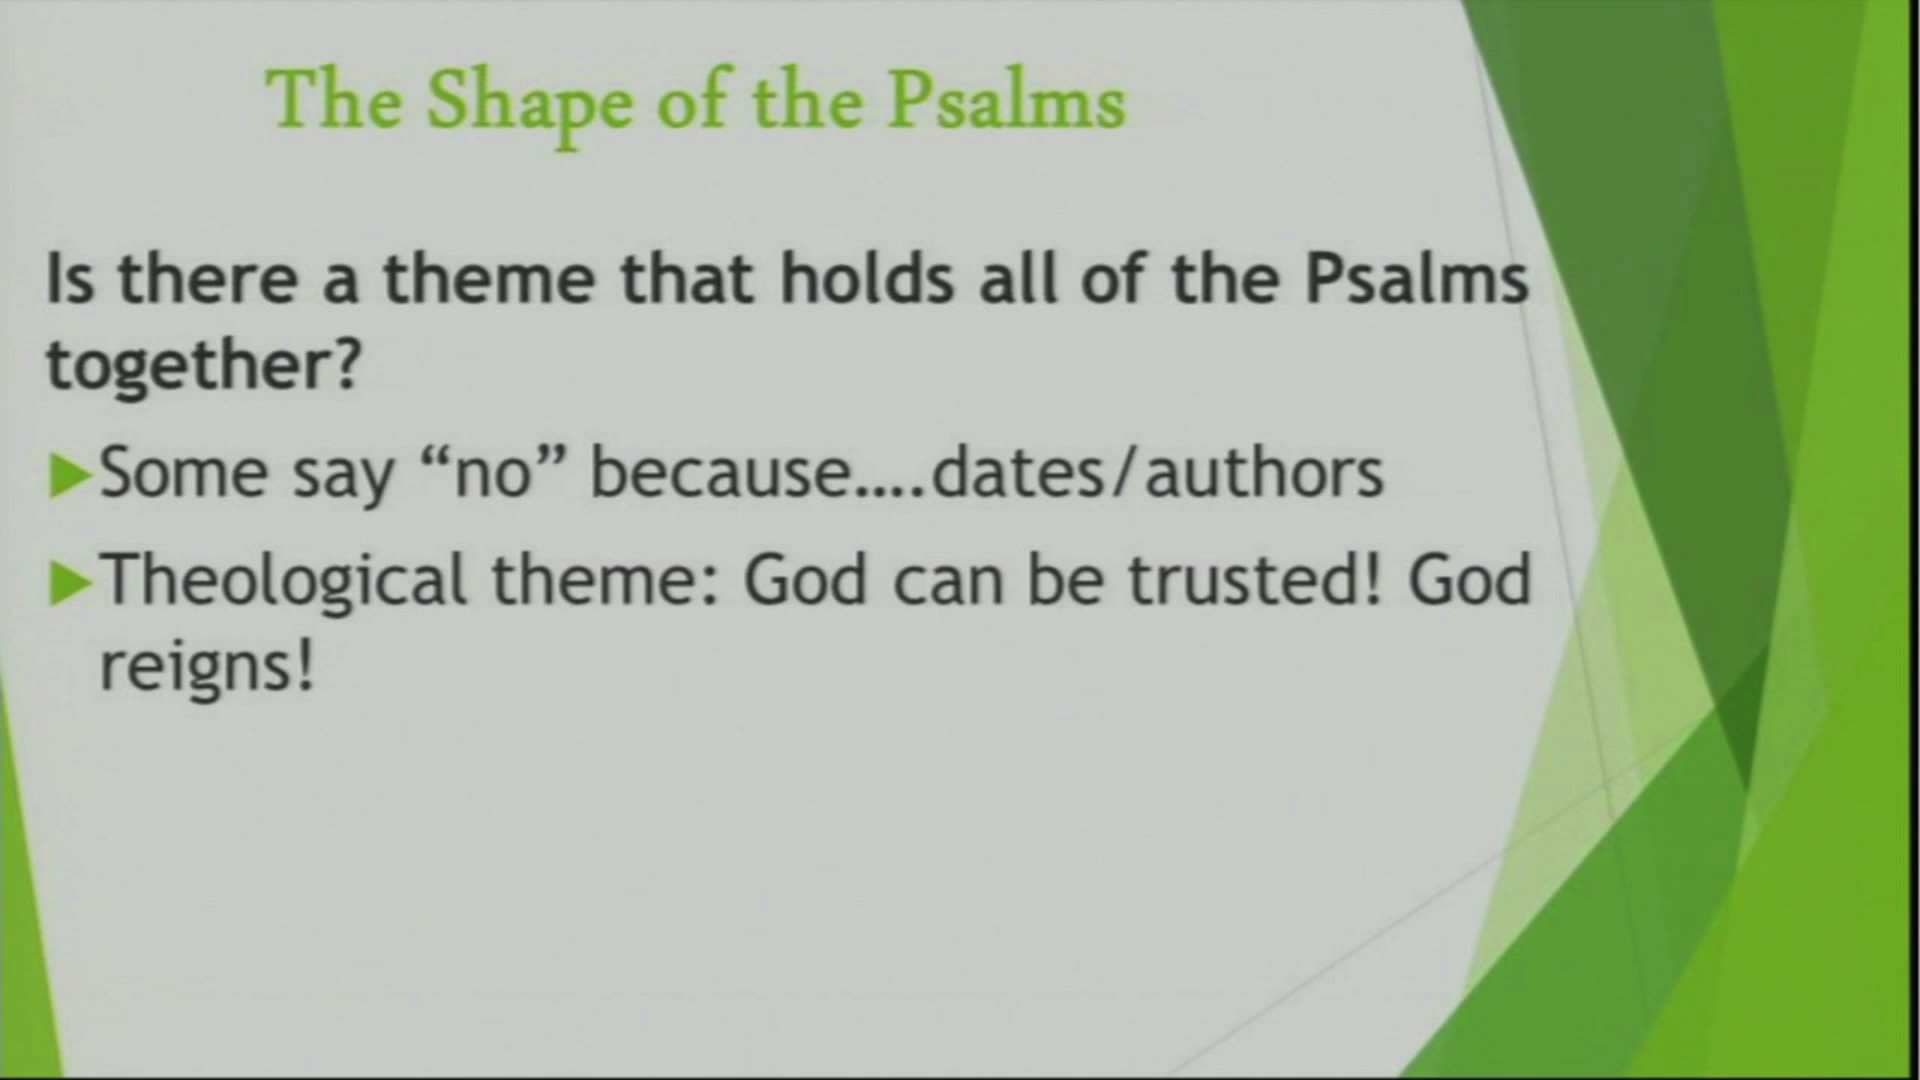 The Shape of the Psalms
Is there a theme that holds all of the Psalms
together?
Some say “no” because....dates/authors
Theological theme: God can be trusted! God
reigns!